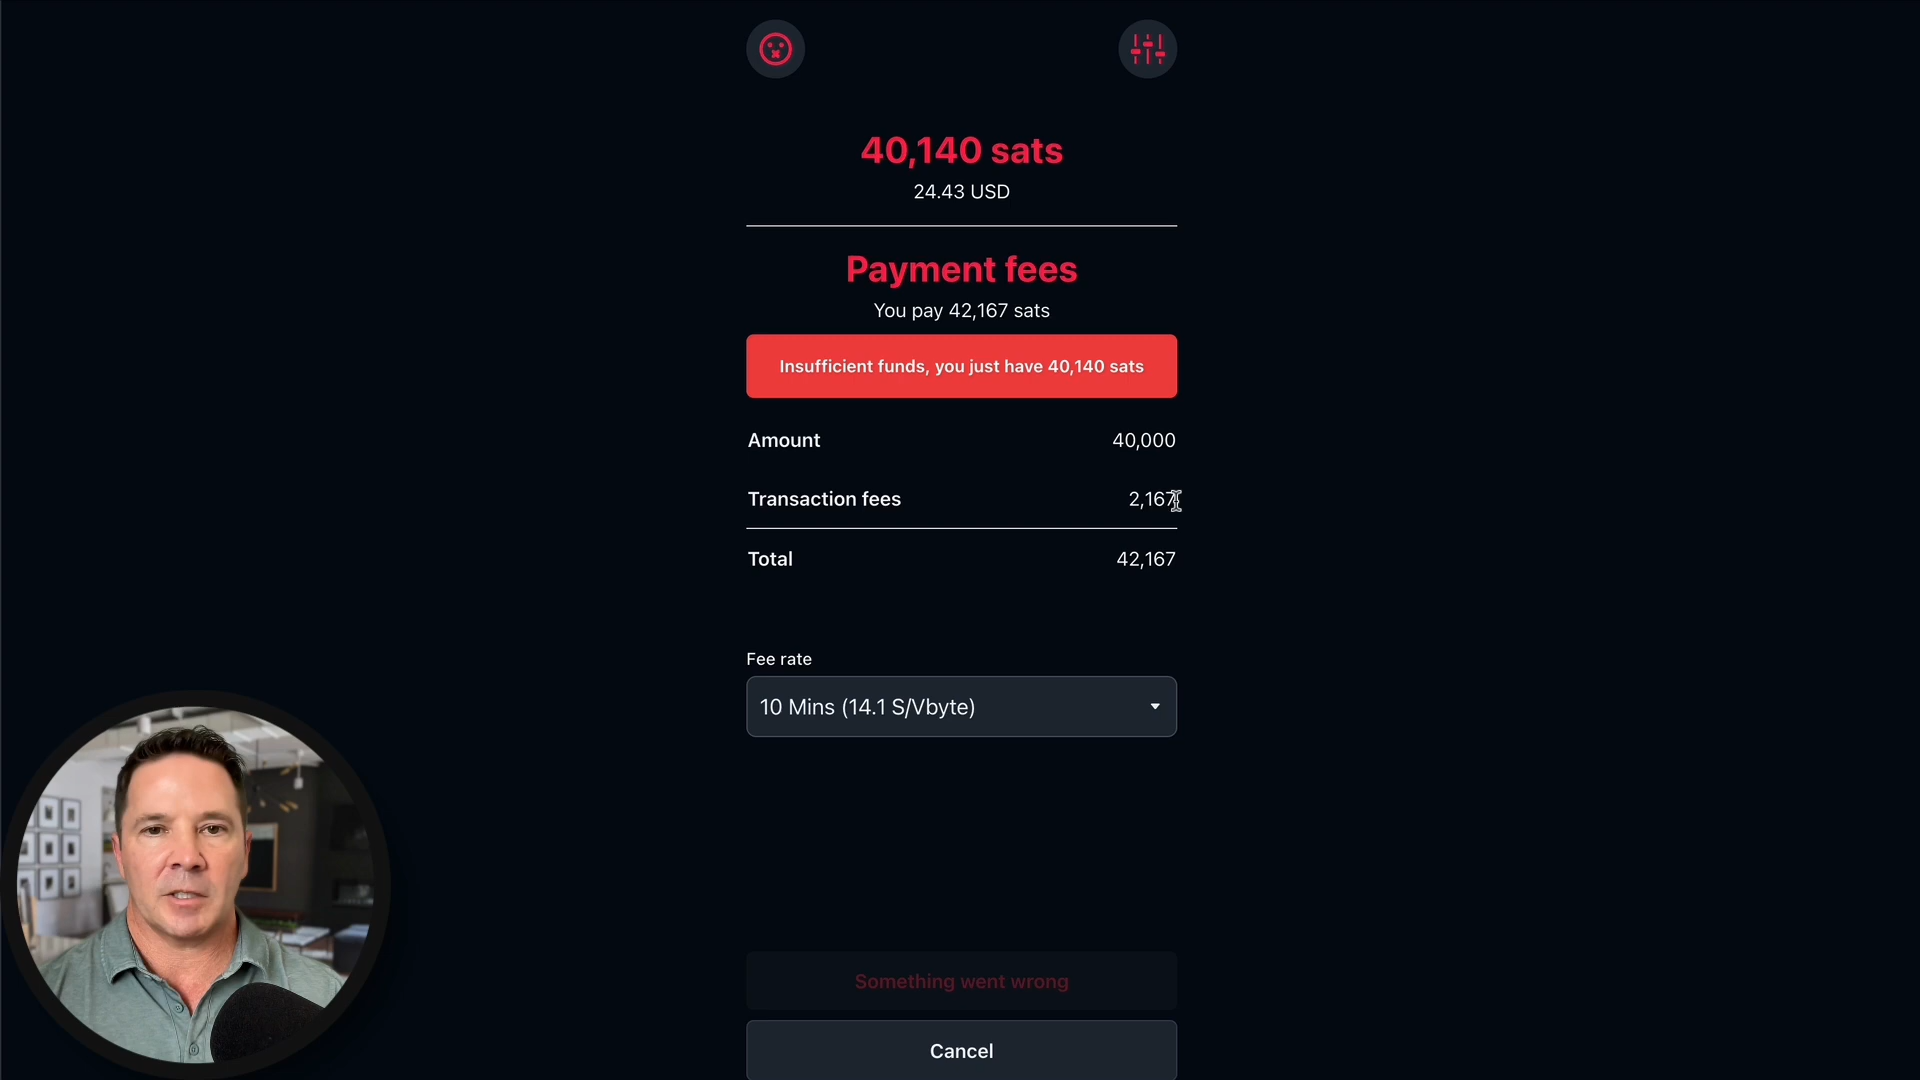 40,140 sats
24.43 USD
Payment fees
You pay 42,167 sats
Insufficient funds, you just have 40,140 sats
Amount 40,000
Transaction fees 2,167
Total 42,167
Fee rate
10 Mins (14.1 S/Vbyte)
Something went wrong
Cancel